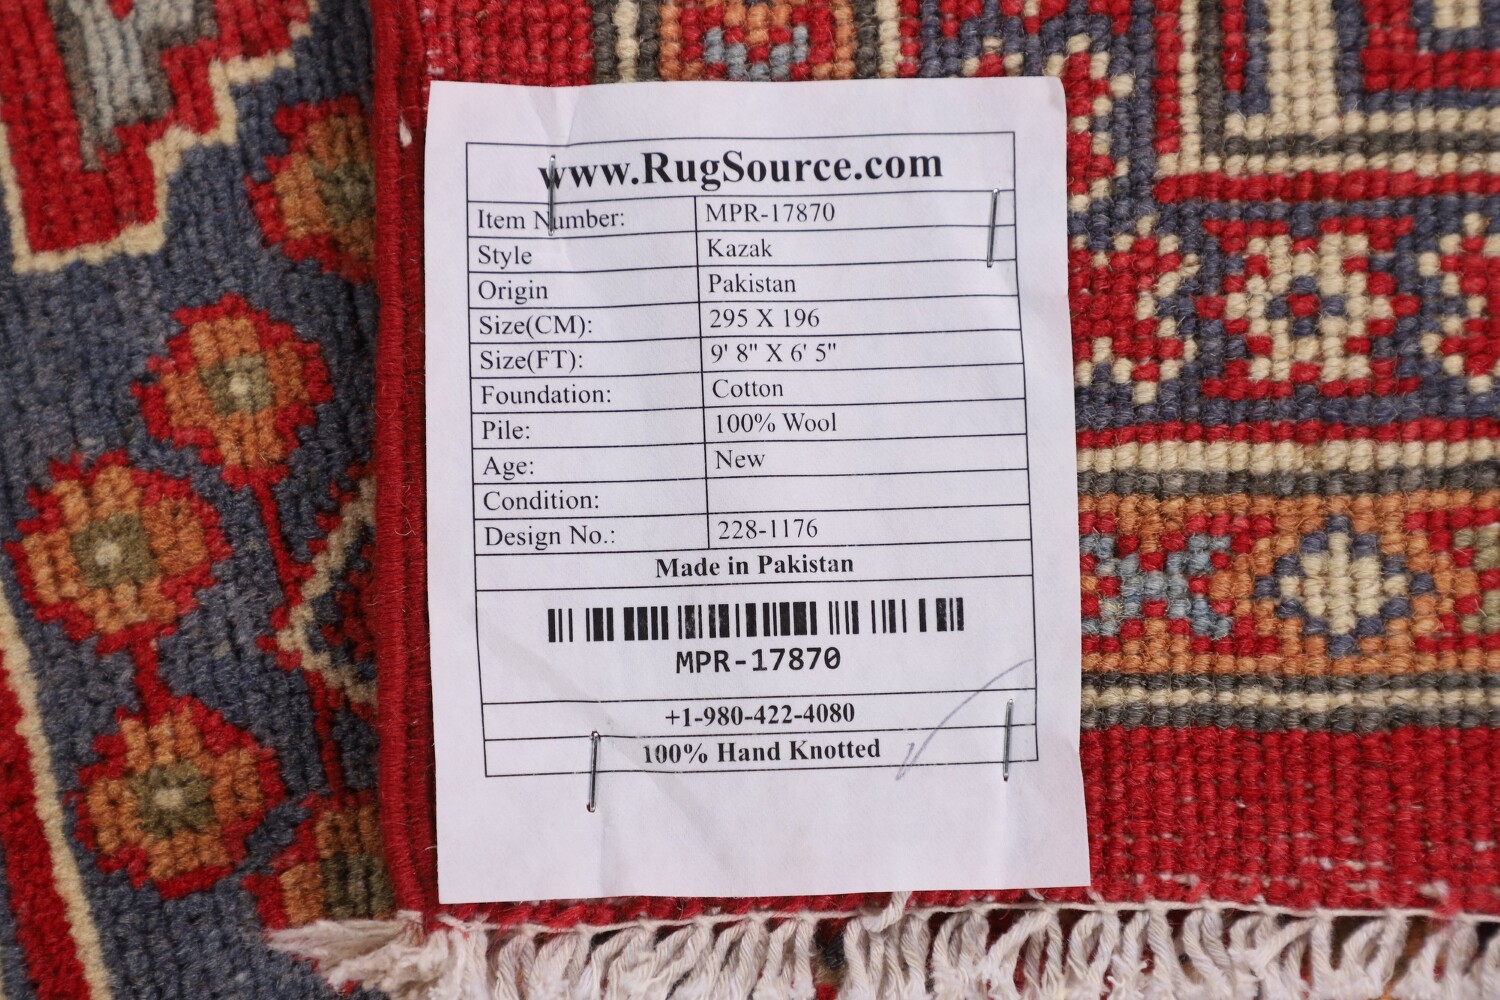 www.RugSource.com
Item Number: MPR-17870
Style Kazak
Origin Pakistan
Size(CM): 295 X 196
Size(FT): 9' 8" X 6' 5"
Foundation: Cotton
Pile: 100% Wool
Age: New
Condition:
Design No.: 228-1176
Made in Pakistan
MPR-17870
+1-980-422-4080
100% Hand Knotted